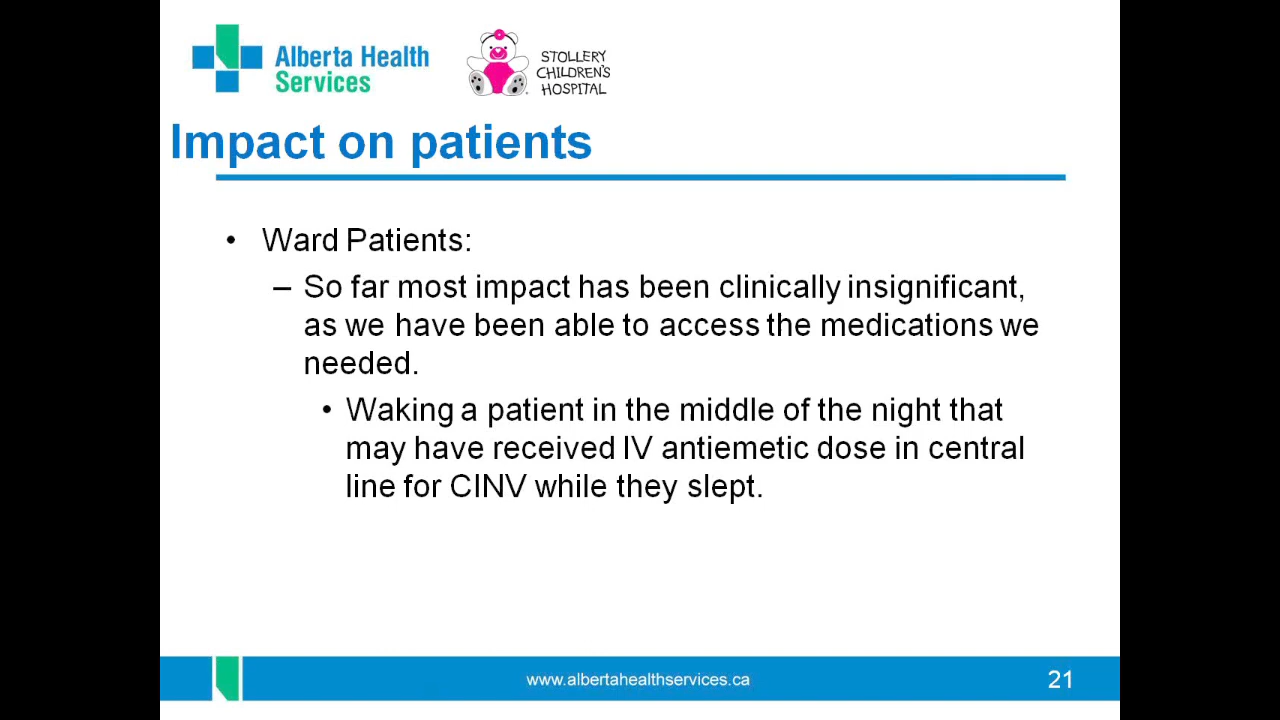 Alberta Health
Services
STOLLERY
CHILDREN'S
HOSPITAL
Impact on patients
• Ward Patients:
– So far most impact has been clinically insignificant,
as we have been able to access the medications we
needed.
• Waking a patient in the middle of the night that
may have received IV antiemetic dose in central
line for CINV while they slept.
www.albertahealthservices.ca
21